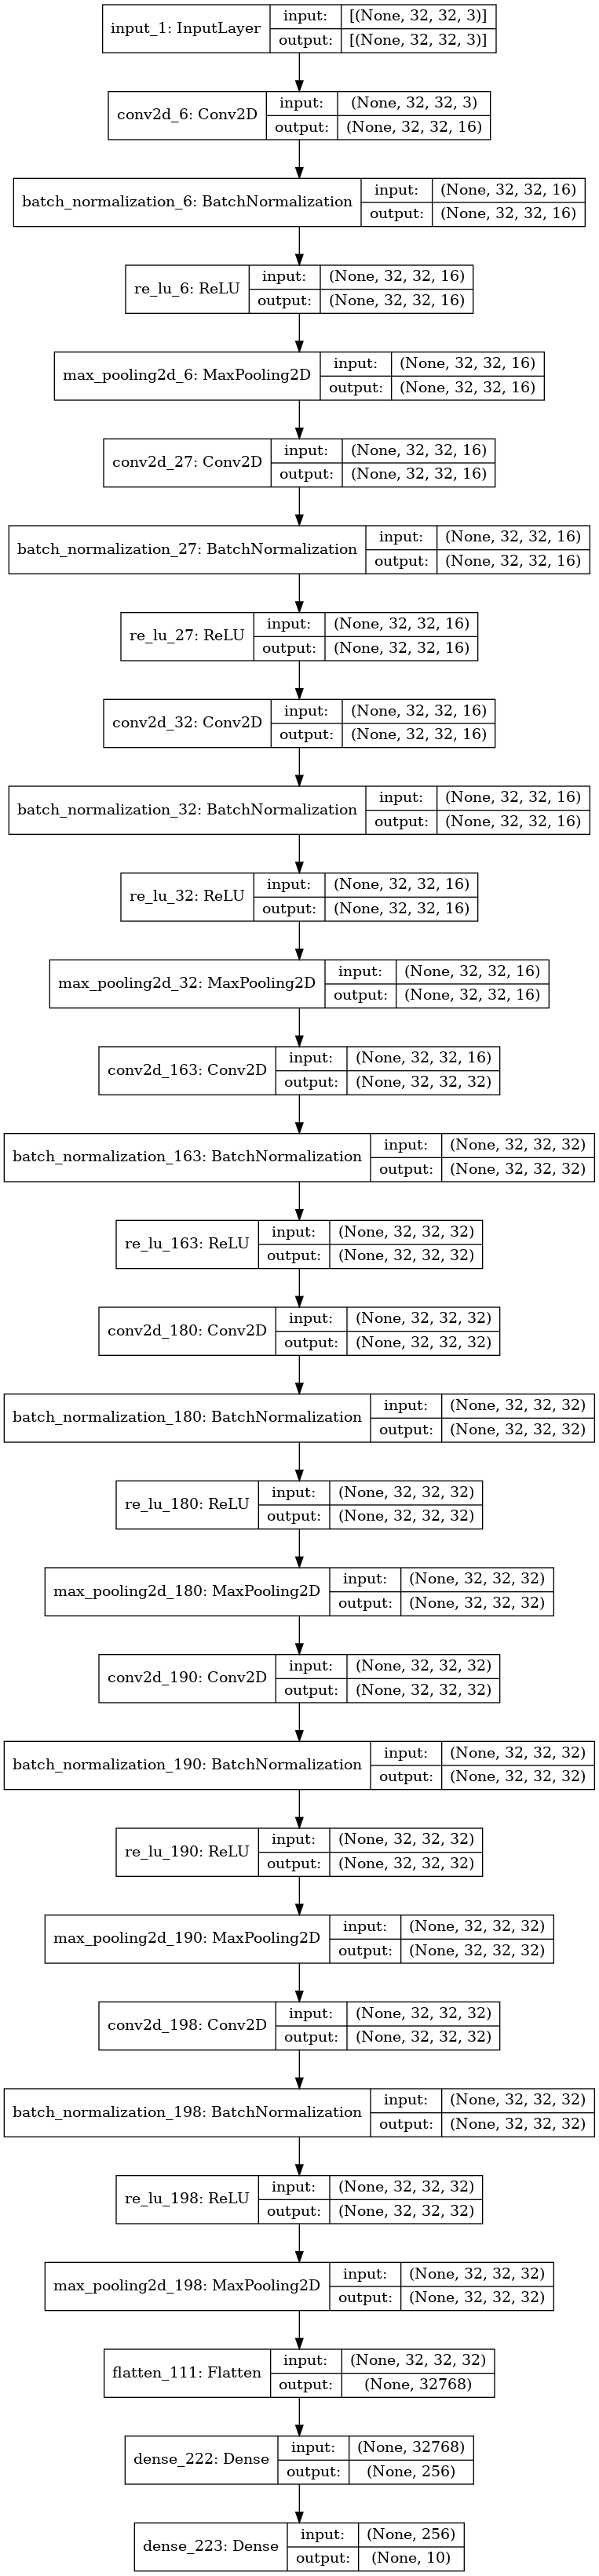 input_1: InputLayer
input: [(None, 32, 32, 3)]
output: [(None, 32, 32, 3)]
conv2d_6: Conv2D
input: (None, 32, 32, 3)
output: (None, 32, 32, 16)
batch_normalization_6: BatchNormalization
input: (None, 32, 32, 16)
output: (None, 32, 32, 16)
re_lu_6: ReLU
input: (None, 32, 32, 16)
output: (None, 32, 32, 16)
max_pooling2d_6: MaxPooling2D
input: (None, 32, 32, 16)
output: (None, 32, 32, 16)
conv2d_27: Conv2D
input: (None, 32, 32, 16)
output: (None, 32, 32, 16)
batch_normalization_27: BatchNormalization
input: (None, 32, 32, 16)
output: (None, 32, 32, 16)
re_lu_27: ReLU
input: (None, 32, 32, 16)
output: (None, 32, 32, 16)
conv2d_32: Conv2D
input: (None, 32, 32, 16)
output: (None, 32, 32, 16)
batch_normalization_32: BatchNormalization
input: (None, 32, 32, 16)
output: (None, 32, 32, 16)
re_lu_32: ReLU
input: (None, 32, 32, 16)
output: (None, 32, 32, 16)
max_pooling2d_32: MaxPooling2D
input: (None, 32, 32, 16)
output: (None, 32, 32, 16)
conv2d_163: Conv2D
input: (None, 32, 32, 16)
output: (None, 32, 32, 32)
batch_normalization_163: BatchNormalization
input: (None, 32, 32, 32)
output: (None, 32, 32, 32)
re_lu_163: ReLU
input: (None, 32, 32, 32)
output: (None, 32, 32, 32)
conv2d_180: Conv2D
input: (None, 32, 32, 32)
output: (None, 32, 32, 32)
batch_normalization_180: BatchNormalization
input: (None, 32, 32, 32)
output: (None, 32, 32, 32)
re_lu_180: ReLU
input: (None, 32, 32, 32)
output: (None, 32, 32, 32)
max_pooling2d_180: MaxPooling2D
input: (None, 32, 32, 32)
output: (None, 32, 32, 32)
conv2d_190: Conv2D
input: (None, 32, 32, 32)
output: (None, 32, 32, 32)
batch_normalization_190: BatchNormalization
input: (None, 32, 32, 32)
output: (None, 32, 32, 32)
re_lu_190: ReLU
input: (None, 32, 32, 32)
output: (None, 32, 32, 32)
max_pooling2d_190: MaxPooling2D
input: (None, 32, 32, 32)
output: (None, 32, 32, 32)
conv2d_198: Conv2D
input: (None, 32, 32, 32)
output: (None, 32, 32, 32)
batch_normalization_198: BatchNormalization
input: (None, 32, 32, 32)
output: (None, 32, 32, 32)
re_lu_198: ReLU
input: (None, 32, 32, 32)
output: (None, 32, 32, 32)
max_pooling2d_198: MaxPooling2D
input: (None, 32, 32, 32)
output: (None, 32, 32, 32)
flatten_111: Flatten
input: (None, 32, 32, 32)
output: (None, 32768)
dense_222: Dense
input: (None, 32768)
output: (None, 256)
dense_223: Dense
input: (None, 256)
output: (None, 10)